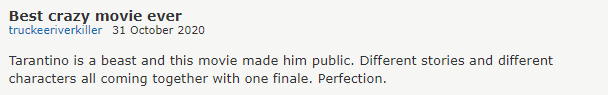 Best crazy movie ever
truckeeriverkiller 31 October 2020
Tarantino is a beast and this movie made him public. Different stories and different
characters all coming together with one finale. Perfection.